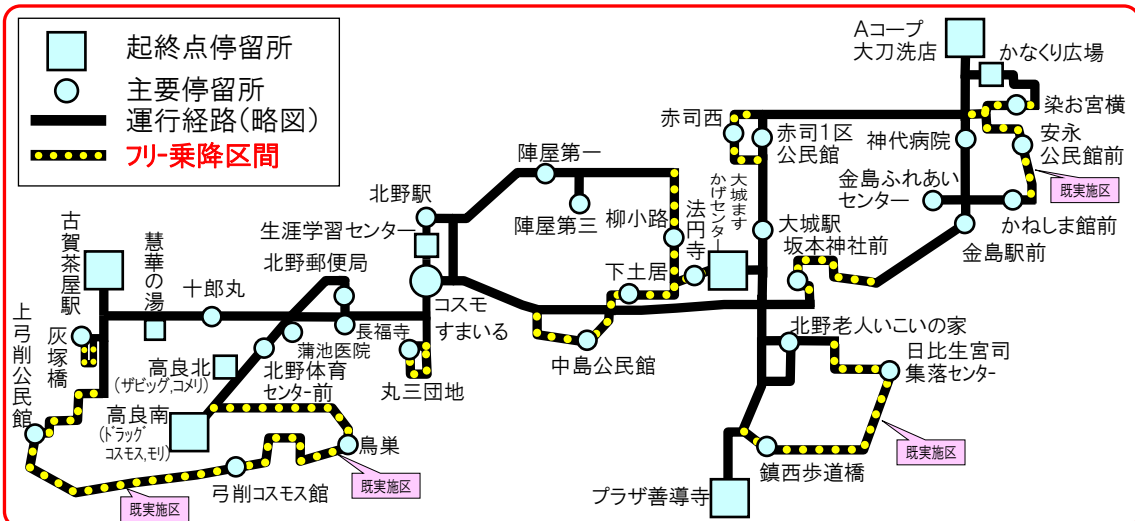 起終点停留所
主要停留所
運行経路(略図)
フリー乗降区間
Aコープ
大刀洗店
かなくり広場
染お宮横
安永
公民館前
既実施区
神代病院
金島ふれあい
センター
かねしま館前
金島駅前
赤司西
赤司1区
公民館
大城ます
かげセンター
大城駅
坂本神社前
法円寺
柳小路
下土居
陣屋第一
陣屋第三
北野駅
生涯学習センター
北野郵便局
コスモ
すまいる
中島公民館
丸三団地
長福寺
蒲池医院
北野体育
センター前
十郎丸
慧華の湯
古賀茶屋駅
灰塚橋
上弓削公民館
高良北
(ザビッグ,コメリ)
高良南
(ドラッグ
コスモス,モリ)
鳥巣
既実施区
弓削コスモス館
既実施区
北野老人いこいの家
日比生宮司
集落センター
既実施区
鎮西歩道橋
プラザ善導寺